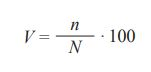 V = n / N · 100